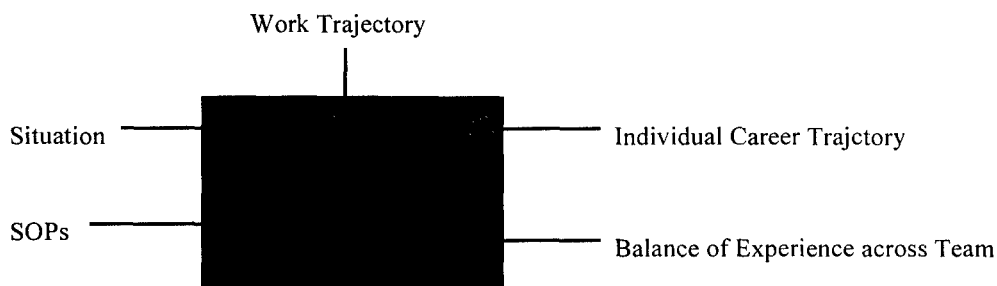 Work Trajectory
Situation
Individual Career Trajctory
SOPs
Balance of Experience across Team